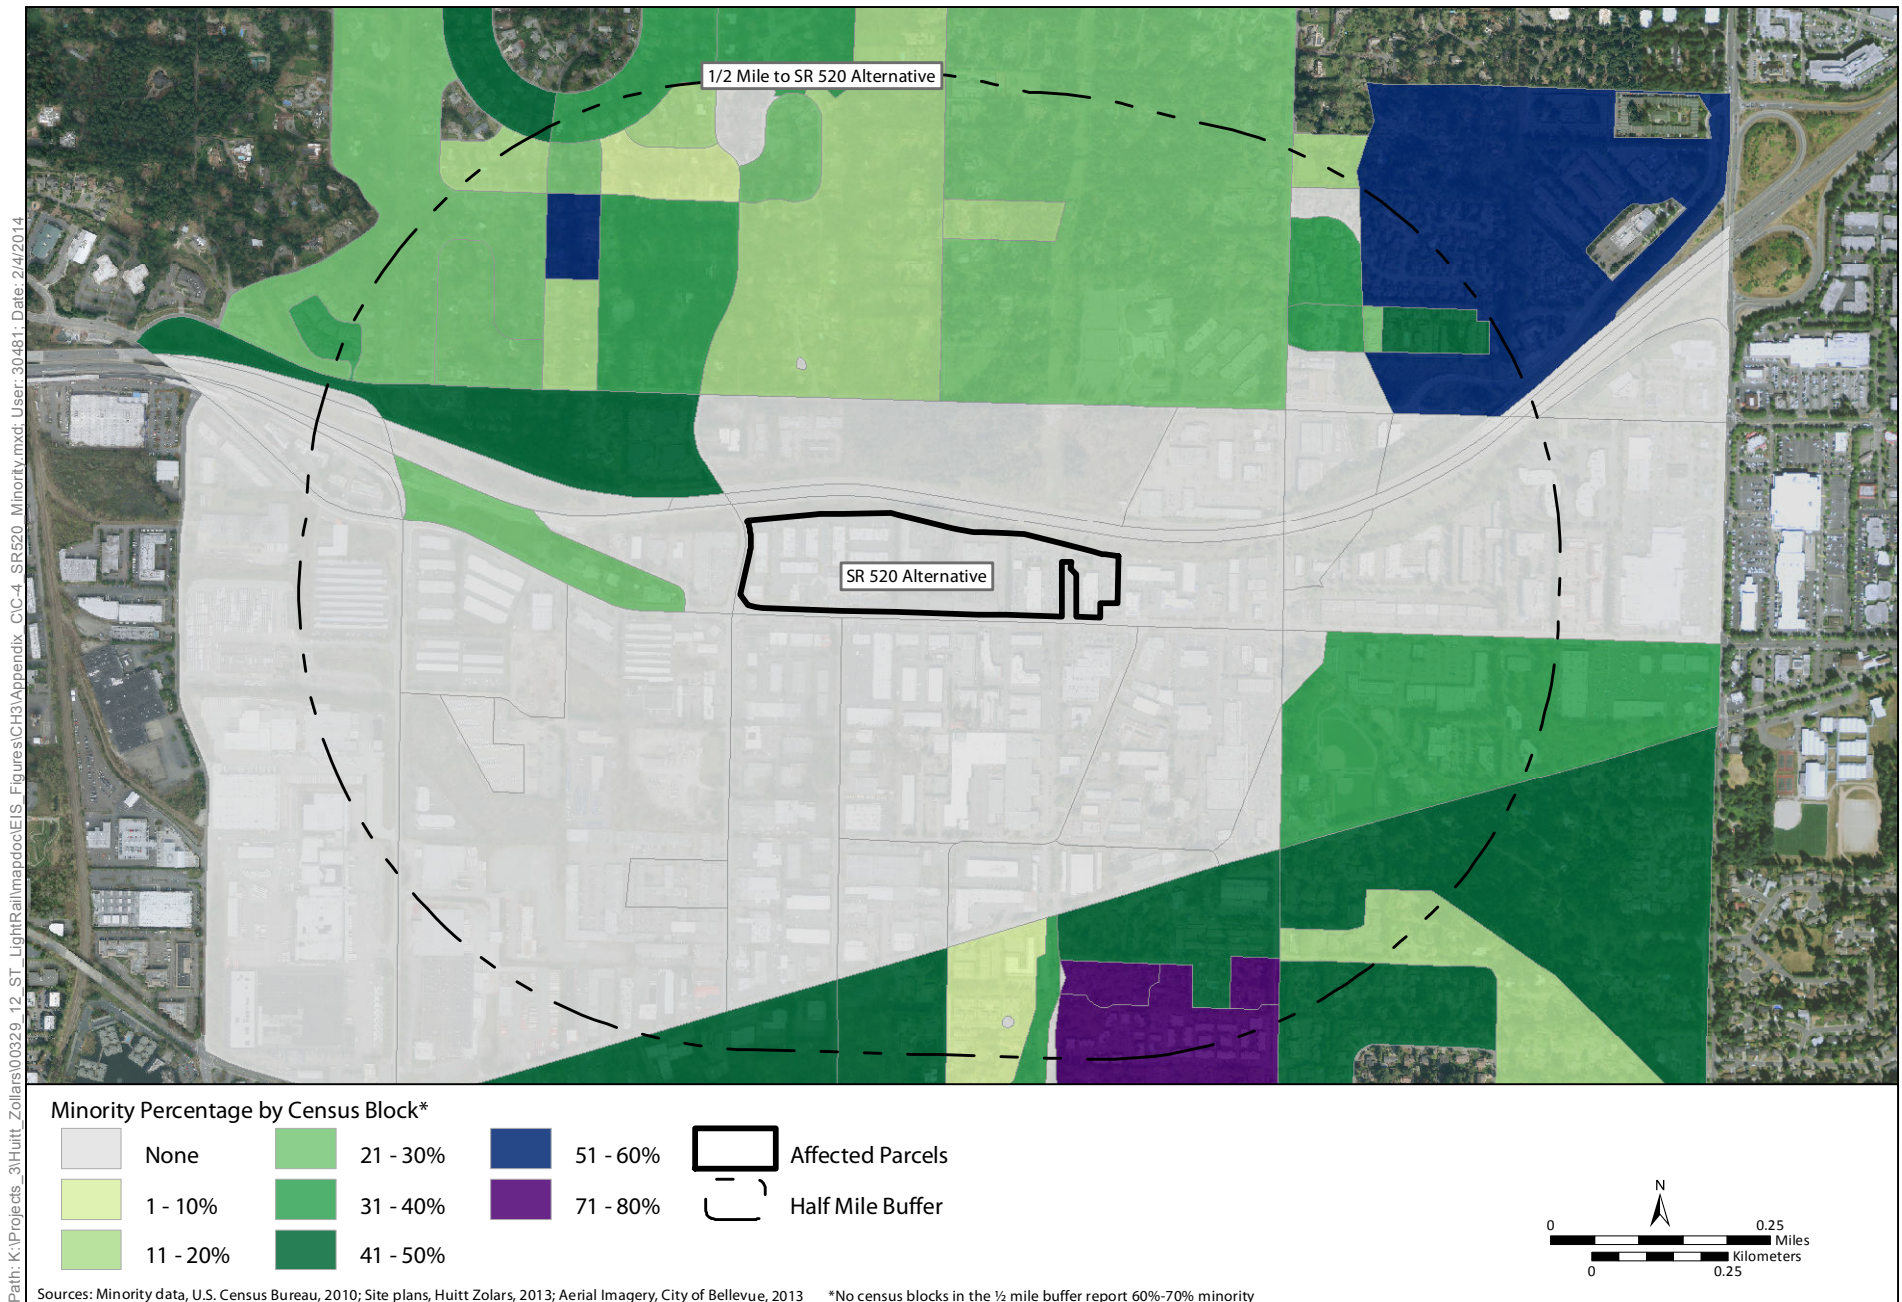 1/2 Mile to SR 520 Alternative
SR 520 Alternative
Path: K:\Projects_3\Huitt_Zollars\00329_12_ST_LightRail\mapdoc\EIS_Figures\CH3\Appendix_C\C-4_SR520_Minority.mxd; User: 30481; Date: 2/4/2014
Minority Percentage by Census Block*
None
1 - 10%
11 - 20%
21 - 30%
31 - 40%
41 - 50%
51 - 60%
71 - 80%
Affected Parcels
Half Mile Buffer
N
0 0.25
Miles
Kilometers
0 0.25
Sources: Minority data, U.S. Census Bureau, 2010; Site plans, Huitt Zolars, 2013; Aerial Imagery, City of Bellevue, 2013 *No census blocks in the ½ mile buffer report 60%-70% minority